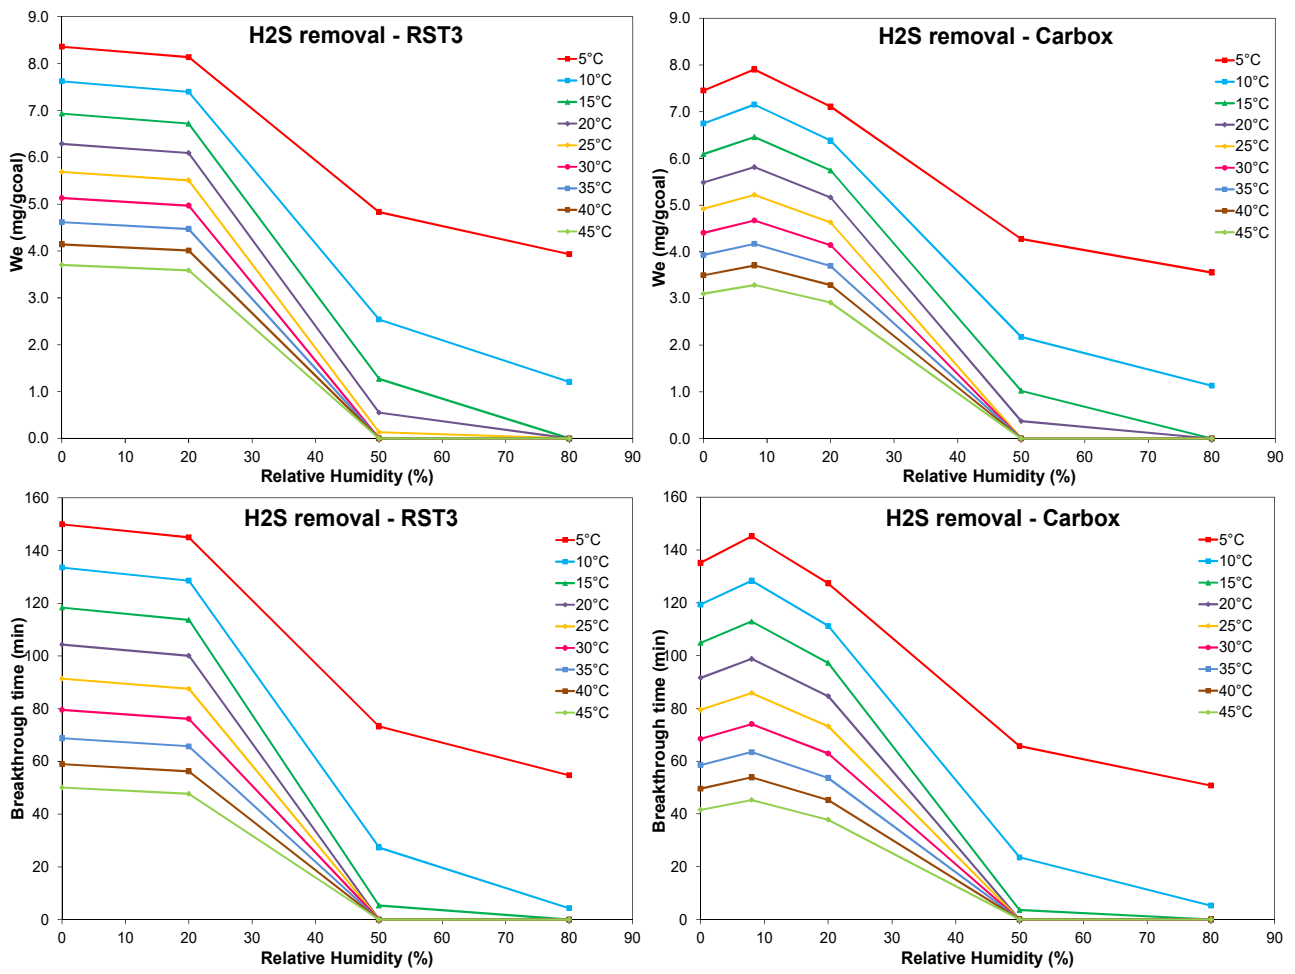 H2S removal - RST3
We (mg/gcoal)
9.0
8.0
7.0
6.0
5.0
4.0
3.0
2.0
1.0
0.0
5°C
10°C
15°C
20°C
25°C
30°C
35°C
40°C
45°C
0 10 20 30 40 50 60 70 80 90
Relative Humidity (%)
H2S removal - Carbox
We (mg/gcoal)
9.0
8.0
7.0
6.0
5.0
4.0
3.0
2.0
1.0
0.0
5°C
10°C
15°C
20°C
25°C
30°C
35°C
40°C
45°C
0 10 20 30 40 50 60 70 80 90
Relative Humidity (%)
H2S removal - RST3
Breakthrough time (min)
160
140
120
100
80
60
40
20
0
5°C
10°C
15°C
20°C
25°C
30°C
35°C
40°C
45°C
0 10 20 30 40 50 60 70 80 90
Relative Humidity (%)
H2S removal - Carbox
Breakthrough time (min)
160
140
120
100
80
60
40
20
0
5°C
10°C
15°C
20°C
25°C
30°C
35°C
40°C
45°C
0 10 20 30 40 50 60 70 80 90
Relative Humidity (%)